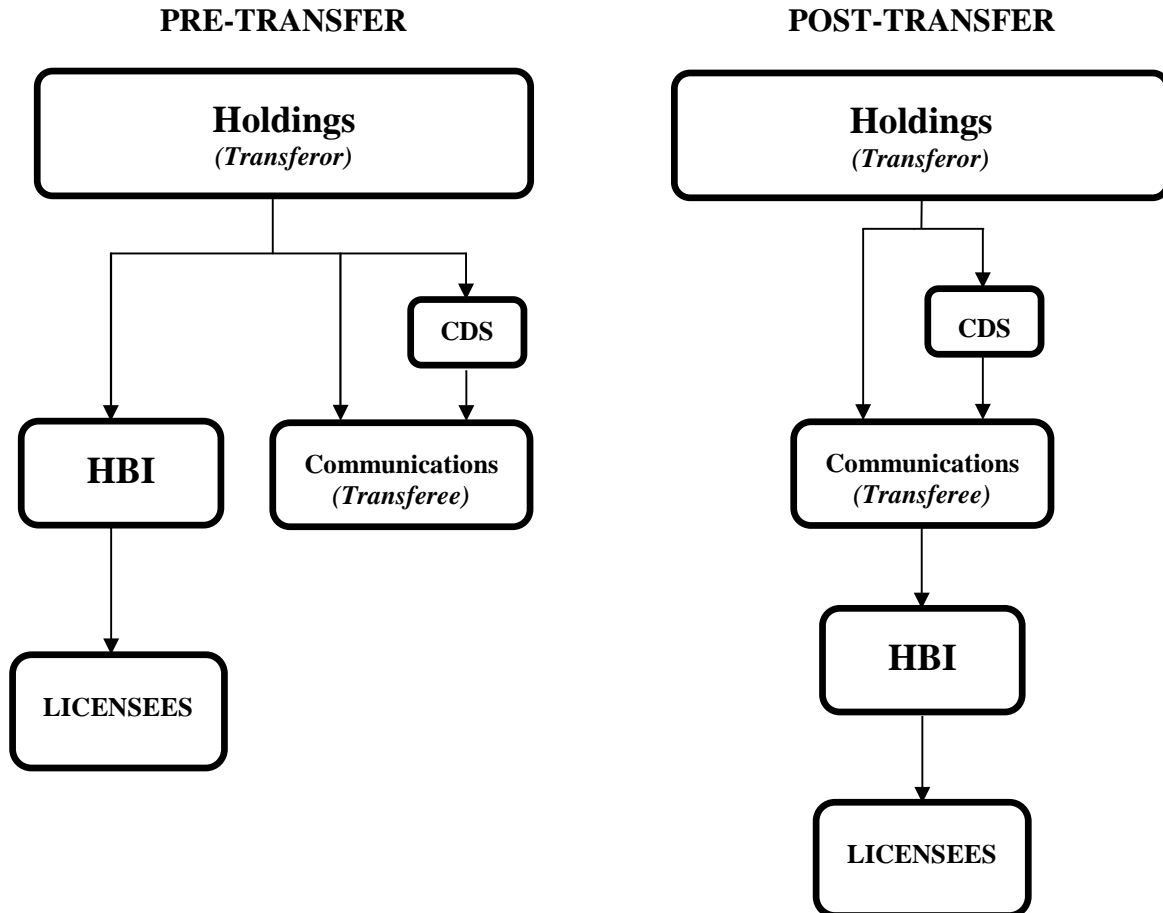 PRE-TRANSFER
Holdings
(Transferor)
CDS
HBI
Communications
(Transferee)
LICENSEES
POST-TRANSFER
Holdings
(Transferor)
CDS
Communications
(Transferee)
HBI
LICENSEES